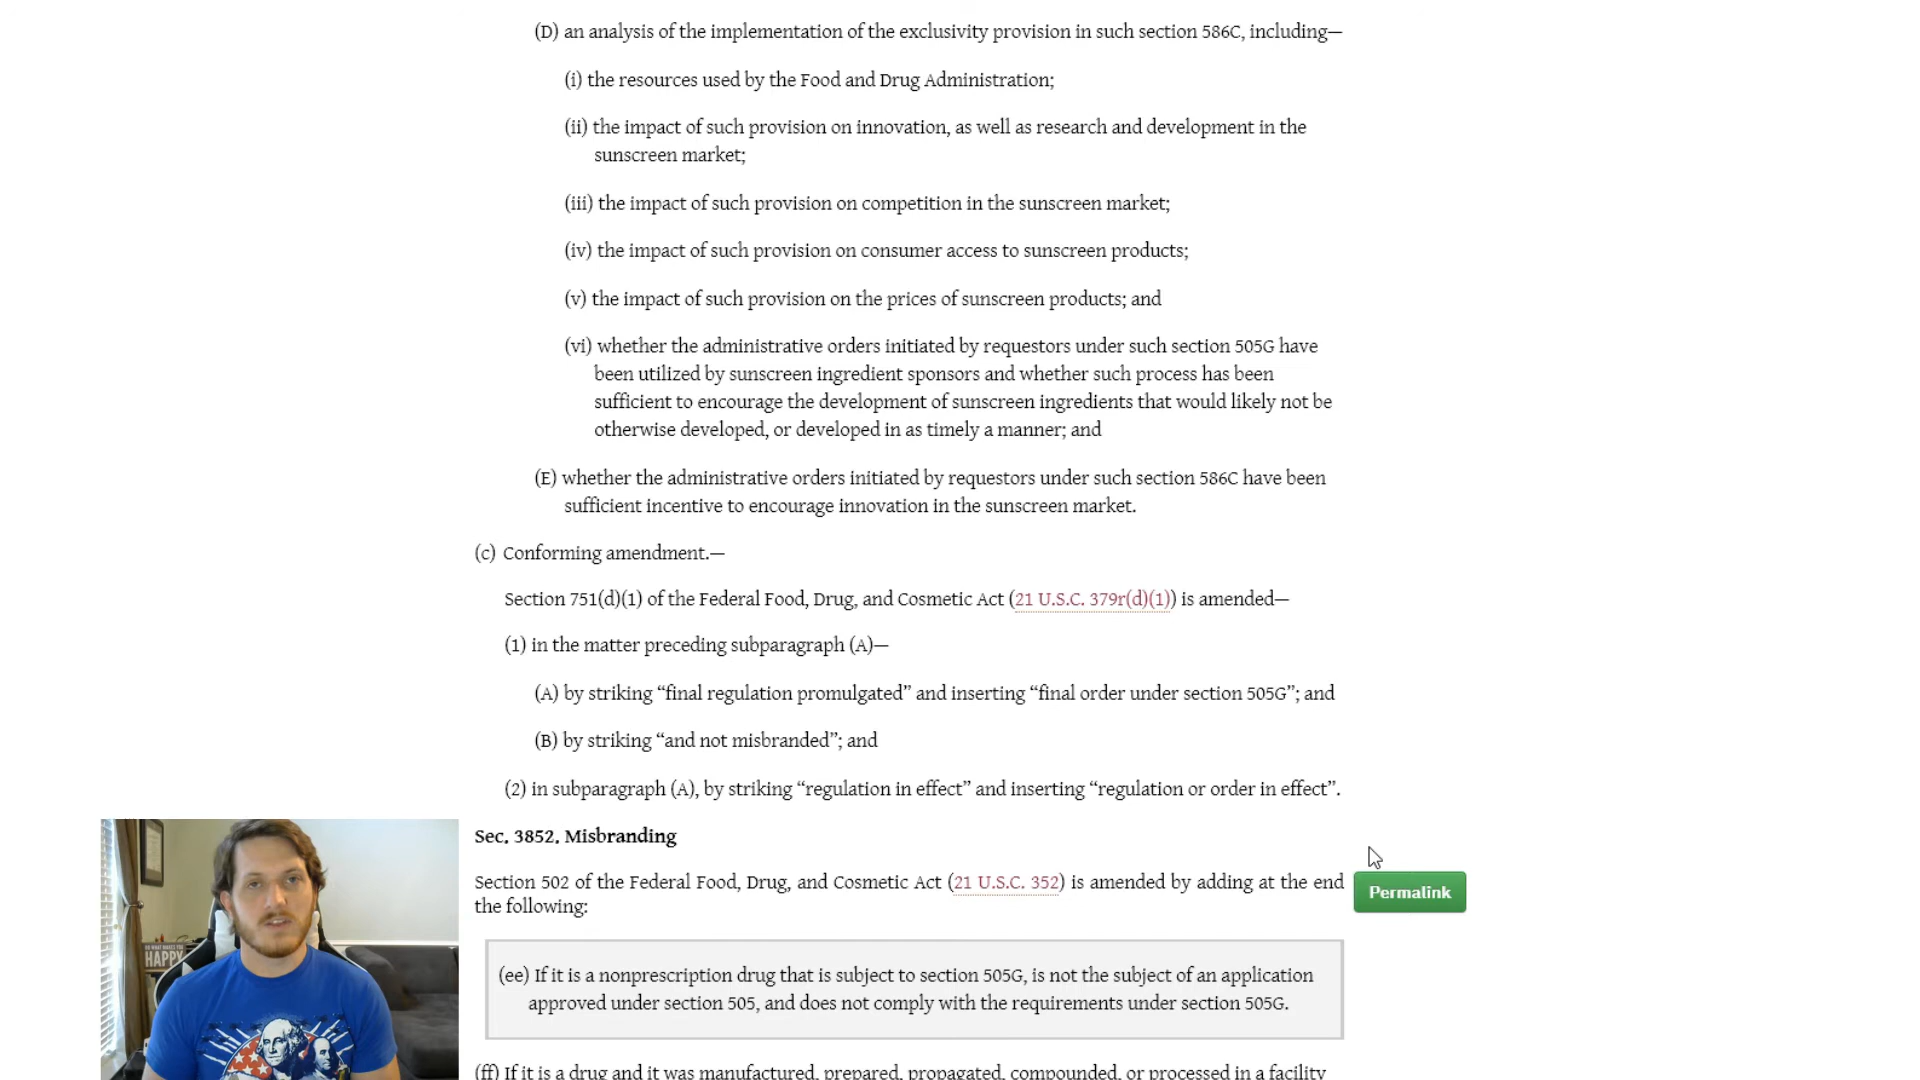 (D) an analysis of the implementation of the exclusivity provision in such section 586C, including—
(i) the resources used by the Food and Drug Administration;
(ii) the impact of such provision on innovation, as well as research and development in the
sunscreen market;
(iii) the impact of such provision on competition in the sunscreen market;
(iv) the impact of such provision on consumer access to sunscreen products;
(v) the impact of such provision on the prices of sunscreen products; and
(vi) whether the administrative orders initiated by requestors under such section 505G have
been utilized by sunscreen ingredient sponsors and whether such process has been
sufficient to encourage the development of sunscreen ingredients that would likely not be
otherwise developed, or developed in as timely a manner; and
(E) whether the administrative orders initiated by requestors under such section 586C have been
sufficient incentive to encourage innovation in the sunscreen market.
(c) Conforming amendment.—
Section 751(d)(1) of the Federal Food, Drug, and Cosmetic Act (21 U.S.C. 379r(d)(1)) is amended—
(1) in the matter preceding subparagraph (A)—
(A) by striking “final regulation promulgated” and inserting “final order under section 505G”; and
(B) by striking “and not misbranded”; and
(2) in subparagraph (A), by striking “regulation in effect” and inserting “regulation or order in effect”.
Sec. 3852. Misbranding
Section 502 of the Federal Food, Drug, and Cosmetic Act (21 U.S.C. 352) is amended by adding at the end
the following:
Permalink
(ee) If it is a nonprescription drug that is subject to section 505G, is not the subject of an application
approved under section 505, and does not comply with the requirements under section 505G.
(ff) If it is a drug and it was manufactured, prepared, propagated, compounded, or processed in a facility
HAPPY